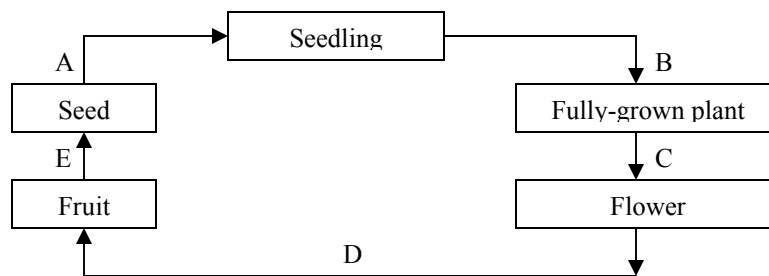 Seedling
A
B
Seed
Fully-grown plant
E
C
Fruit
Flower
D